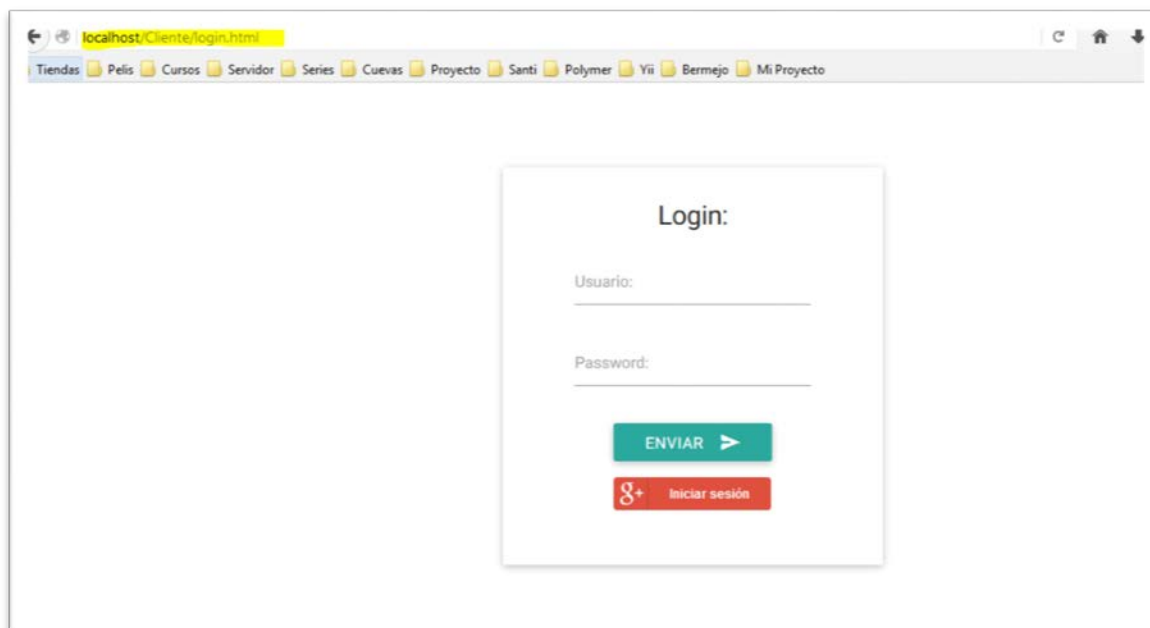 localhost/Cliente/login.html
Tiendas Pelis Cursos Servidor Series Cuevas Proyecto Santi Polymer Yii Bermejo Mi Proyecto
Login:
Usuario:
Password:
ENVIAR
g+ Iniciar sesión